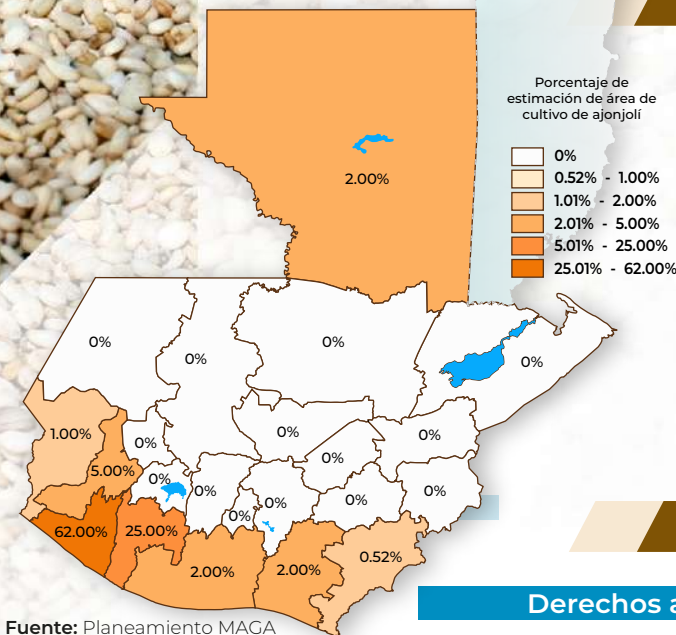 Porcentaje de
estimación de área de
cultivo de ajonjolí
0%
0.52% - 1.00%
1.01% - 2.00%
2.01% - 5.00%
5.01% - 25.00%
25.01% - 62.00%
2.00%
0%
0%
0%
0%
1.00%
5.00%
0%
0%
0%
0%
0%
0%
0%
0%
0%
0%
62.00%
25.00%
2.00%
2.00%
0.52%
Derechos a
Fuente: Planeamiento MAGA